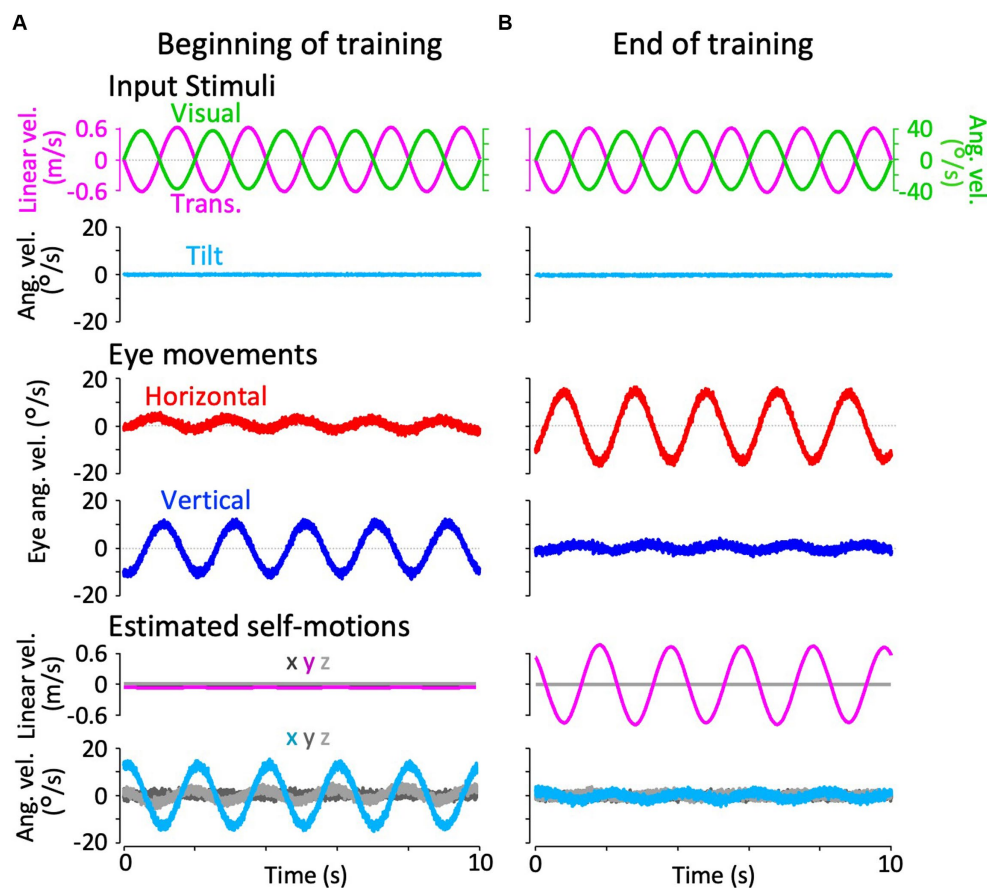 A
B
Beginning of training
End of training
Input Stimuli
Visual
Trans.
Linear vel.
(m/s)
0.6
0
-0.6
40
0
-40
Ang. vel.
(°/s)
Tilt
Ang. vel.
(°/s)
20
0
-20
Eye movements
Horizontal
Eye ang. vel. (°/s)
20
0
-20
Vertical
20
0
-20
Estimated self-motions
x y z
Linear vel.
(m/s)
0.6
0
-0.6
x y z
Ang. vel.
(°/s)
20
0
-20
0
10
Time (s)
0
10
Time (s)